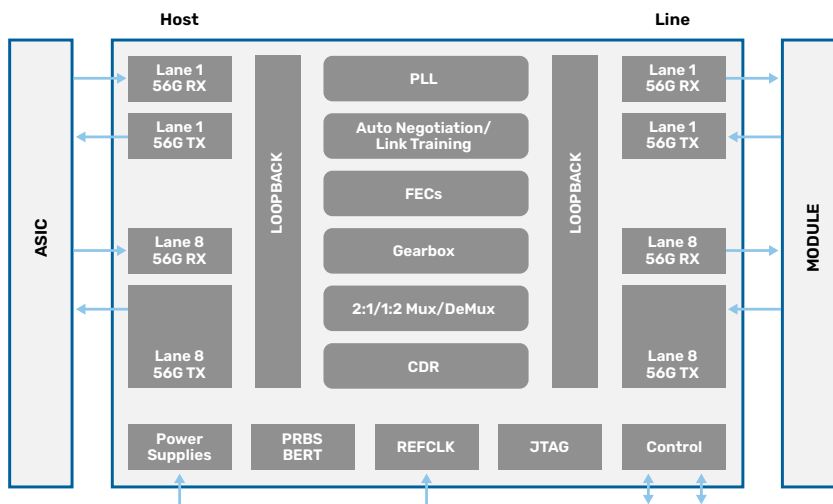 Host
Line
ASIC
Lane 1
56G RX
Lane 1
56G TX
Lane 8
56G RX
Lane 8
56G TX
LOOPBACK
PLL
Auto Negotiation/
Link Training
FECs
Gearbox
2:1/1:2 Mux/DeMux
CDR
LOOPBACK
Lane 1
56G RX
Lane 1
56G TX
Lane 8
56G RX
Lane 8
56G TX
MODULE
Power
Supplies
PRBS
BERT
REFCLK
JTAG
Control